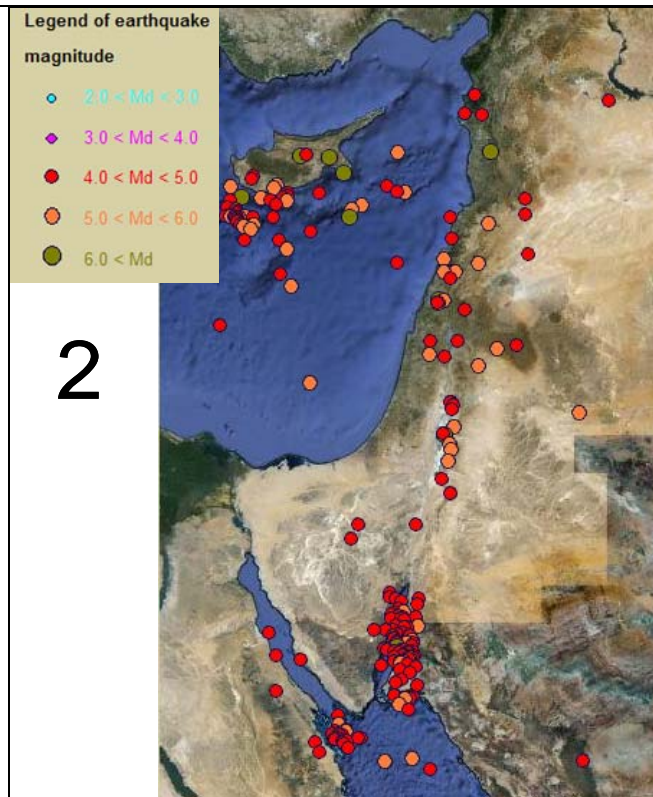 Legend of earthquake
magnitude
2.0 < Md < 3.0
3.0 < Md < 4.0
4.0 < Md < 5.0
5.0 < Md < 6.0
6.0 < Md
2